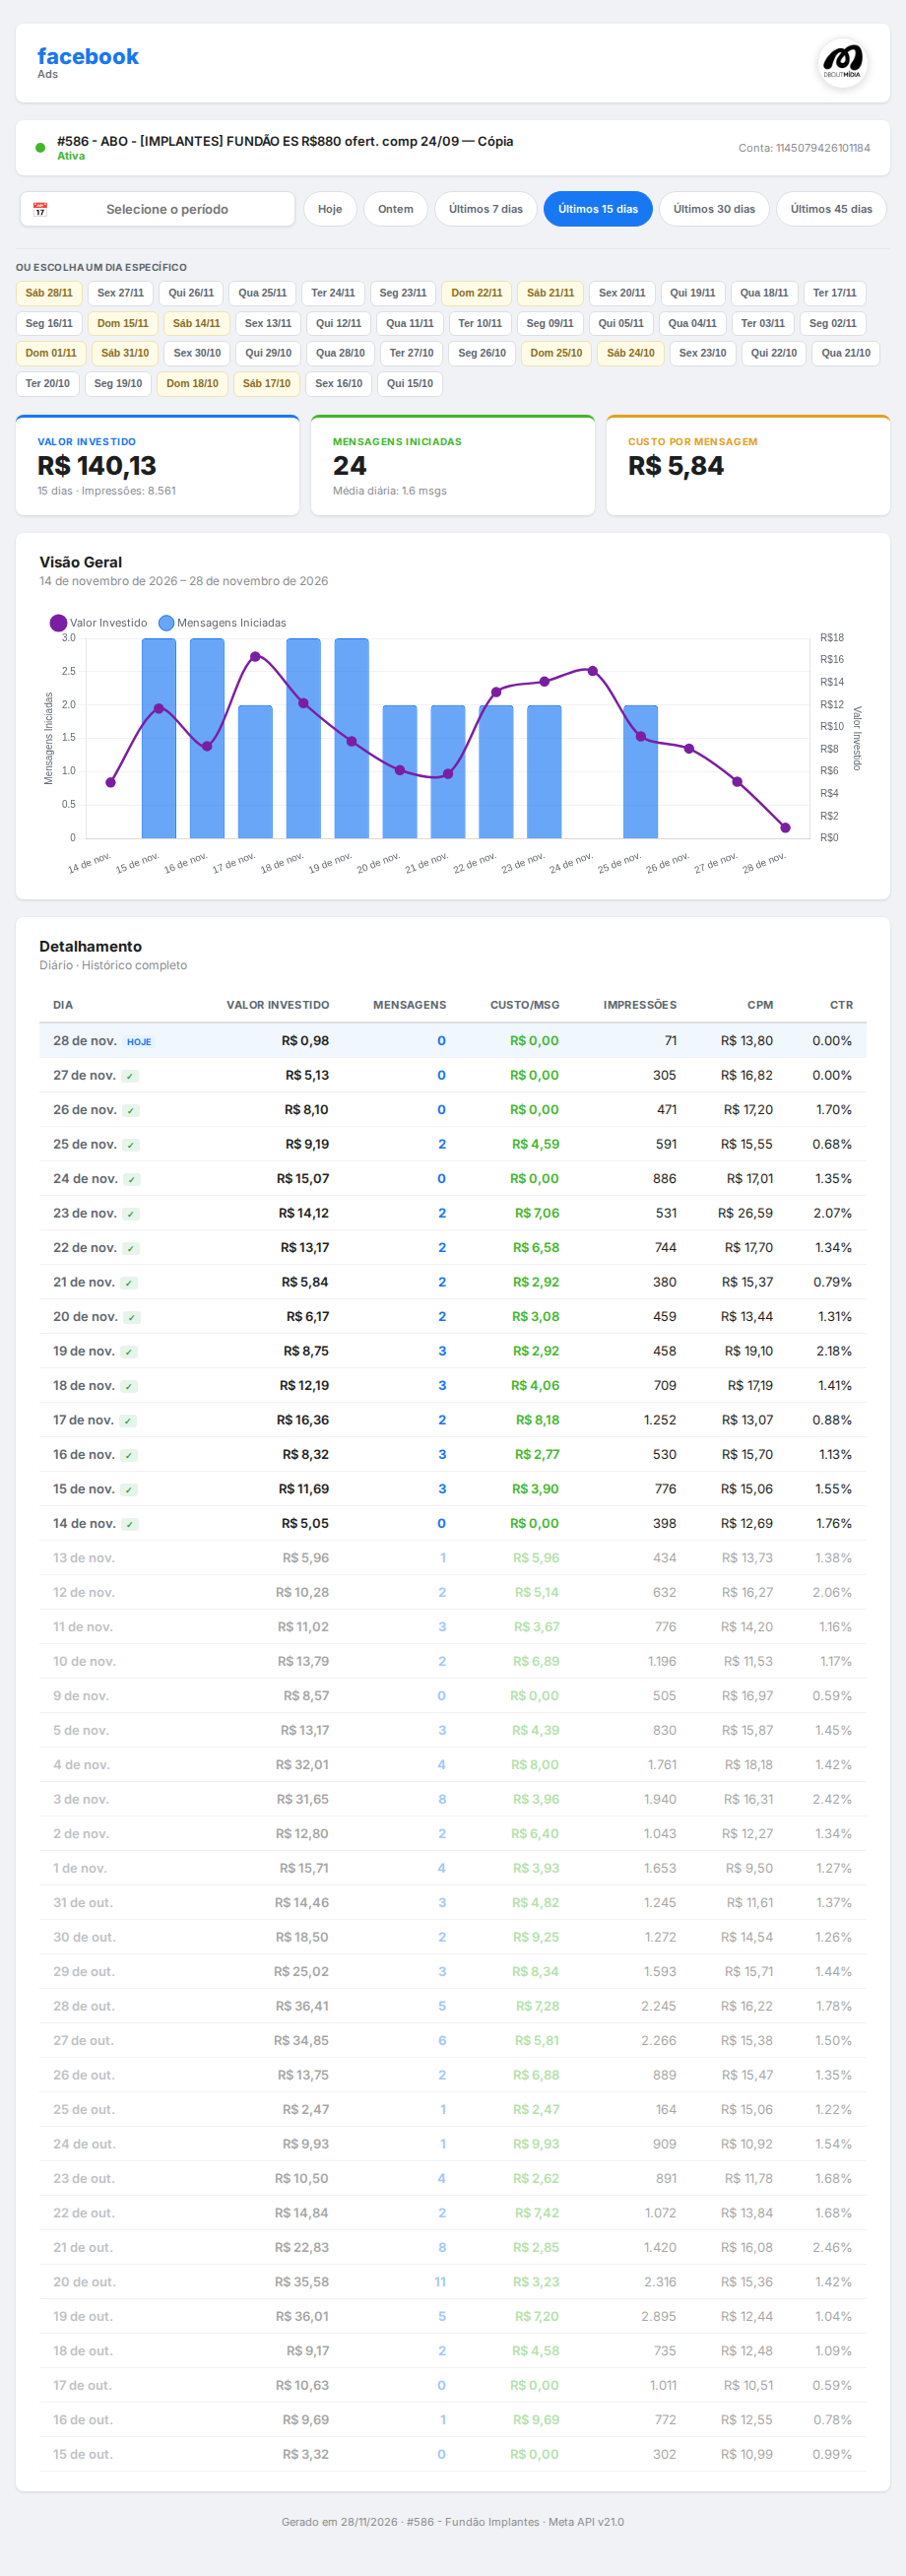 facebook
Ads
DBOUTMÍDIA
#586 - ABO - [IMPLANTES] FUNDÃO ES R$880 ofert. comp 24/09 — Cópia
Ativa
Conta: 1145079426101184
Selecione o período
Hoje Ontem Últimos 7 dias Últimos 15 dias Últimos 30 dias Últimos 45 dias
OU ESCOLHA UM DIA ESPECÍFICO
Sáb 28/11 Sex 27/11 Qui 26/11 Qua 25/11 Ter 24/11 Seg 23/11 Dom 22/11 Sáb 21/11 Sex 20/11 Qui 19/11 Qua 18/11 Ter 17/11
Seg 16/11 Dom 15/11 Sáb 14/11 Sex 13/11 Qui 12/11 Qua 11/11 Ter 10/11 Seg 09/11 Qui 05/11 Qua 04/11 Ter 03/11 Seg 02/11
Dom 01/11 Sáb 31/10 Sex 30/10 Qui 29/10 Qua 28/10 Ter 27/10 Seg 26/10 Dom 25/10 Sáb 24/10 Sex 23/10 Qui 22/10 Qua 21/10
Ter 20/10 Seg 19/10 Dom 18/10 Sáb 17/10 Sex 16/10 Qui 15/10
VALOR INVESTIDO
R$ 140,13
15 dias · Impressões: 8.561
MENSAGENS INICIADAS
24
Média diária: 1.6 msgs
CUSTO POR MENSAGEM
R$ 5,84
Visão Geral
14 de novembro de 2026 – 28 de novembro de 2026
Valor Investido Mensagens Iniciadas
Mensagens Iniciadas
3.0
2.5
2.0
1.5
1.0
0.5
0
R$18
R$16
R$14
R$12
R$10
R$8
R$6
R$4
R$2
R$0
Valor Investido
14 de nov. 15 de nov. 16 de nov. 17 de nov. 18 de nov. 19 de nov. 20 de nov. 21 de nov. 22 de nov. 23 de nov. 24 de nov. 25 de nov. 26 de nov. 27 de nov. 28 de nov.
Detalhamento
Diário · Histórico completo
DIA VALOR INVESTIDO MENSAGENS CUSTO/MSG IMPRESSÕES CPM CTR
28 de nov. HOJE R$ 0,98 0 R$ 0,00 71 R$ 13,80 0.00%
27 de nov. ✓ R$ 5,13 0 R$ 0,00 305 R$ 16,82 0.00%
26 de nov. ✓ R$ 8,10 0 R$ 0,00 471 R$ 17,20 1.70%
25 de nov. ✓ R$ 9,19 2 R$ 4,59 591 R$ 15,55 0.68%
24 de nov. ✓ R$ 15,07 0 R$ 0,00 886 R$ 17,01 1.35%
23 de nov. ✓ R$ 14,12 2 R$ 7,06 531 R$ 26,59 2.07%
22 de nov. ✓ R$ 13,17 2 R$ 6,58 744 R$ 17,70 1.34%
21 de nov. ✓ R$ 5,84 2 R$ 2,92 380 R$ 15,37 0.79%
20 de nov. ✓ R$ 6,17 2 R$ 3,08 459 R$ 13,44 1.31%
19 de nov. ✓ R$ 8,75 3 R$ 2,92 458 R$ 19,10 2.18%
18 de nov. ✓ R$ 12,19 3 R$ 4,06 709 R$ 17,19 1.41%
17 de nov. ✓ R$ 16,36 2 R$ 8,18 1.252 R$ 13,07 0.88%
16 de nov. ✓ R$ 8,32 3 R$ 2,77 530 R$ 15,70 1.13%
15 de nov. ✓ R$ 11,69 3 R$ 3,90 776 R$ 15,06 1.55%
14 de nov. ✓ R$ 5,05 0 R$ 0,00 398 R$ 12,69 1.76%
13 de nov. R$ 5,96 1 R$ 5,96 434 R$ 13,73 1.38%
12 de nov. R$ 10,28 2 R$ 5,14 632 R$ 16,27 2.06%
11 de nov. R$ 11,02 3 R$ 3,67 776 R$ 14,20 1.16%
10 de nov. R$ 13,79 2 R$ 6,89 1.196 R$ 11,53 1.17%
9 de nov. R$ 8,57 0 R$ 0,00 505 R$ 16,97 0.59%
5 de nov. R$ 13,17 3 R$ 4,39 830 R$ 15,87 1.45%
4 de nov. R$ 32,01 4 R$ 8,00 1.761 R$ 18,18 1.42%
3 de nov. R$ 31,65 8 R$ 3,96 1.940 R$ 16,31 2.42%
2 de nov. R$ 12,80 2 R$ 6,40 1.043 R$ 12,27 1.34%
1 de nov. R$ 15,71 4 R$ 3,93 1.653 R$ 9,50 1.27%
31 de out. R$ 14,46 3 R$ 4,82 1.245 R$ 11,61 1.37%
30 de out. R$ 18,50 2 R$ 9,25 1.272 R$ 14,54 1.26%
29 de out. R$ 25,02 3 R$ 8,34 1.593 R$ 15,71 1.44%
28 de out. R$ 36,41 5 R$ 7,28 2.245 R$ 16,22 1.78%
27 de out. R$ 34,85 6 R$ 5,81 2.266 R$ 15,38 1.50%
26 de out. R$ 13,75 2 R$ 6,88 889 R$ 15,47 1.35%
25 de out. R$ 2,47 1 R$ 2,47 164 R$ 15,06 1.22%
24 de out. R$ 9,93 1 R$ 9,93 909 R$ 10,92 1.54%
23 de out. R$ 10,50 4 R$ 2,62 891 R$ 11,78 1.68%
22 de out. R$ 14,84 2 R$ 7,42 1.072 R$ 13,84 1.68%
21 de out. R$ 22,83 8 R$ 2,85 1.420 R$ 16,08 2.46%
20 de out. R$ 35,58 11 R$ 3,23 2.316 R$ 15,36 1.42%
19 de out. R$ 36,01 5 R$ 7,20 2.895 R$ 12,44 1.04%
18 de out. R$ 9,17 2 R$ 4,58 735 R$ 12,48 1.09%
17 de out. R$ 10,63 0 R$ 0,00 1.011 R$ 10,51 0.59%
16 de out. R$ 9,69 1 R$ 9,69 772 R$ 12,55 0.78%
15 de out. R$ 3,32 0 R$ 0,00 302 R$ 10,99 0.99%
Gerado em 28/11/2026 · #586 - Fundão Implantes · Meta API v21.0